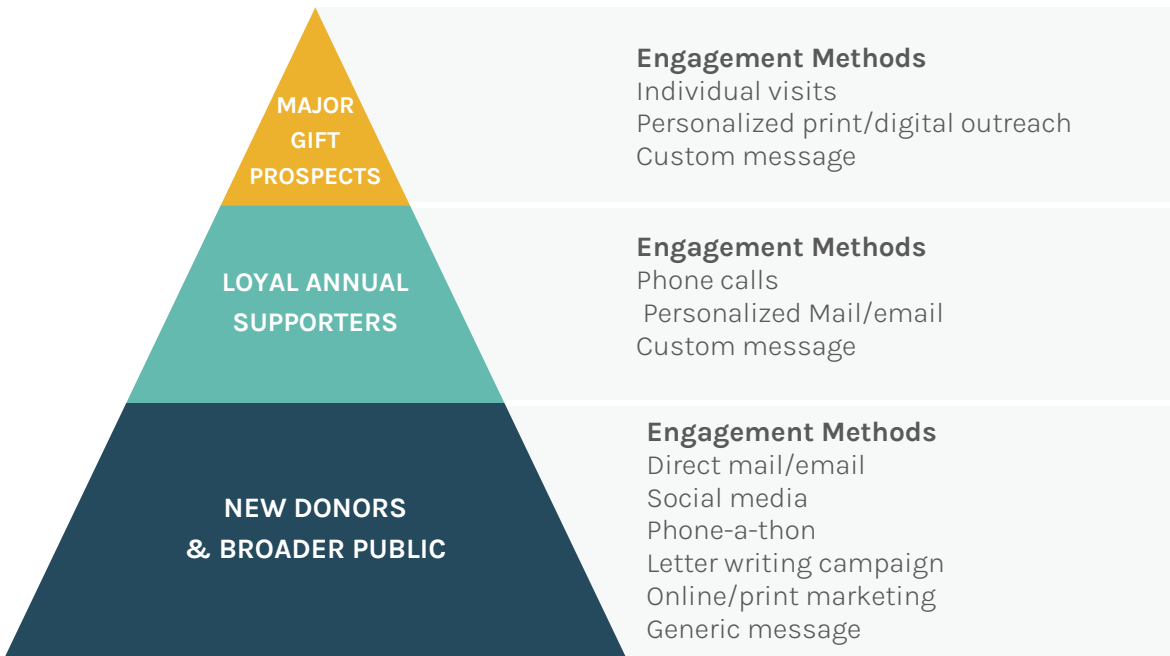 MAJOR
GIFT
PROSPECTS
Engagement Methods
Individual visits
Personalized print/digital outreach
Custom message
LOYAL ANNUAL
SUPPORTERS
Engagement Methods
Phone calls
Personalized Mail/email
Custom message
NEW DONORS
& BROADER PUBLIC
Engagement Methods
Direct mail/email
Social media
Phone-a-thon
Letter writing campaign
Online/print marketing
Generic message